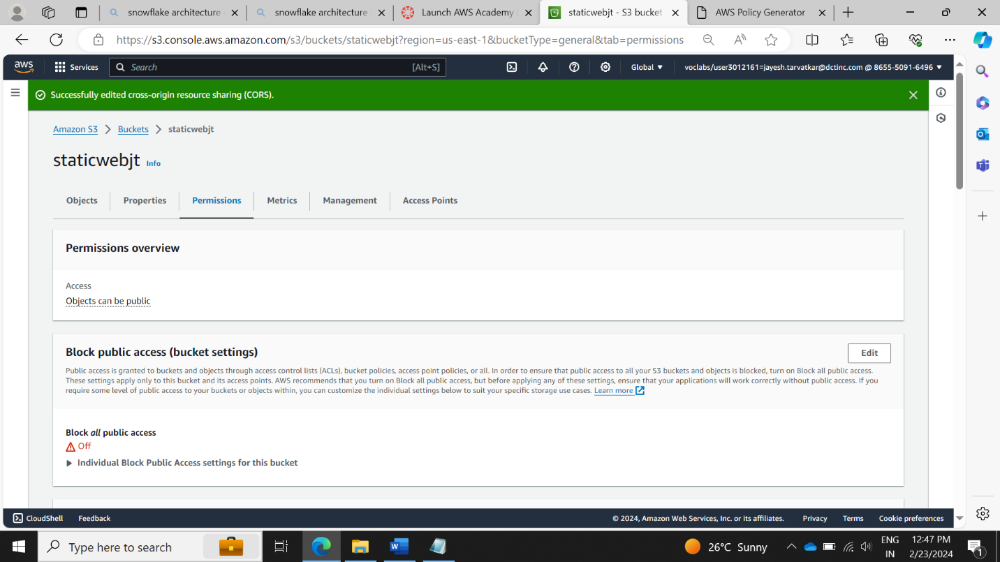 snowflake architecture
snowflake architecture
Launch AWS Academy
staticwebjt - S3 bucket
AWS Policy Generator
https://s3.console.aws.amazon.com/s3/buckets/staticwebjt?region=us-east-1&bucketType=general&tab=permissions
aws
Services
Search
[Alt+S]
Global
voclabs/user3012161=jayesh.tarvatkar@dctinc.com @ 8655-5091-6496
Successfully edited cross-origin resource sharing (CORS).
Amazon S3 > Buckets > staticwebjt
staticwebjt Info
Objects
Properties
Permissions
Metrics
Management
Access Points
Permissions overview
Access
Objects can be public
Block public access (bucket settings)
Edit
Public access is granted to buckets and objects through access control lists (ACLs), bucket policies, access point policies, or all. In order to ensure that public access to all your S3 buckets and objects is blocked, turn on Block all public access.
These settings apply only to this bucket and its access points. AWS recommends that you turn on Block all public access, but before applying any of these settings, ensure that your applications will work correctly without public access. If you
require some level of public access to your buckets or objects within, you can customize the individual settings below to suit your specific storage use cases. Learn more
Block all public access
Off
Individual Block Public Access settings for this bucket
CloudShell
Feedback
© 2024, Amazon Web Services, Inc. or its affiliates.
Privacy
Terms
Cookie preferences
Type here to search
26°C Sunny
ENG
IN
12:47 PM
2/23/2024
1